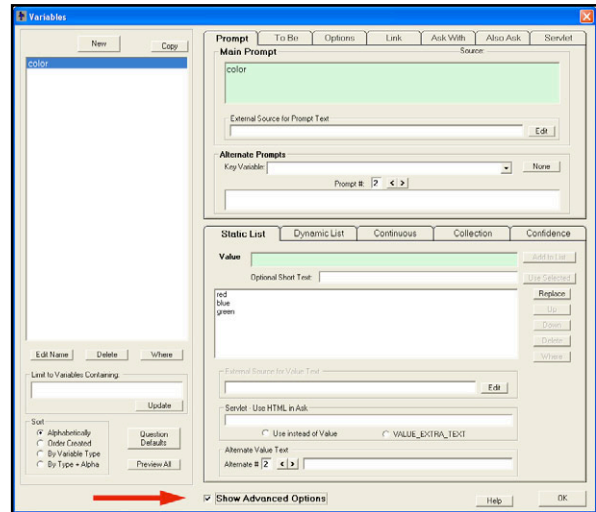 Variables
New
Copy
color
Edit Name
Delete
Where
Limit to Variables Containing:
Update
Sort
Alphabetically
Order Created
By Variable Type
By Type + Alpha
Question
Defaults
Preview All
Prompt
To Be
Options
Link
Ask With
Also Ask
Servlet
Main Prompt
Source:
color
External Source for Prompt Text
Edit
Alternate Prompts
Key Variable:
None
Prompt #: 2 < >
Static List
Dynamic List
Continuous
Collection
Confidence
Value
Add to List
Optional Short Text:
Use Selected
red
blue
green
Replace
Up
Down
Delete
Where
External Source for Value Text
Edit
Servlet - Use HTML in Ask
Use instead of Value
VALUE_EXTRA_TEXT
Alternate Value Text
Alternate # 2 < >
Show Advanced Options
Help
OK